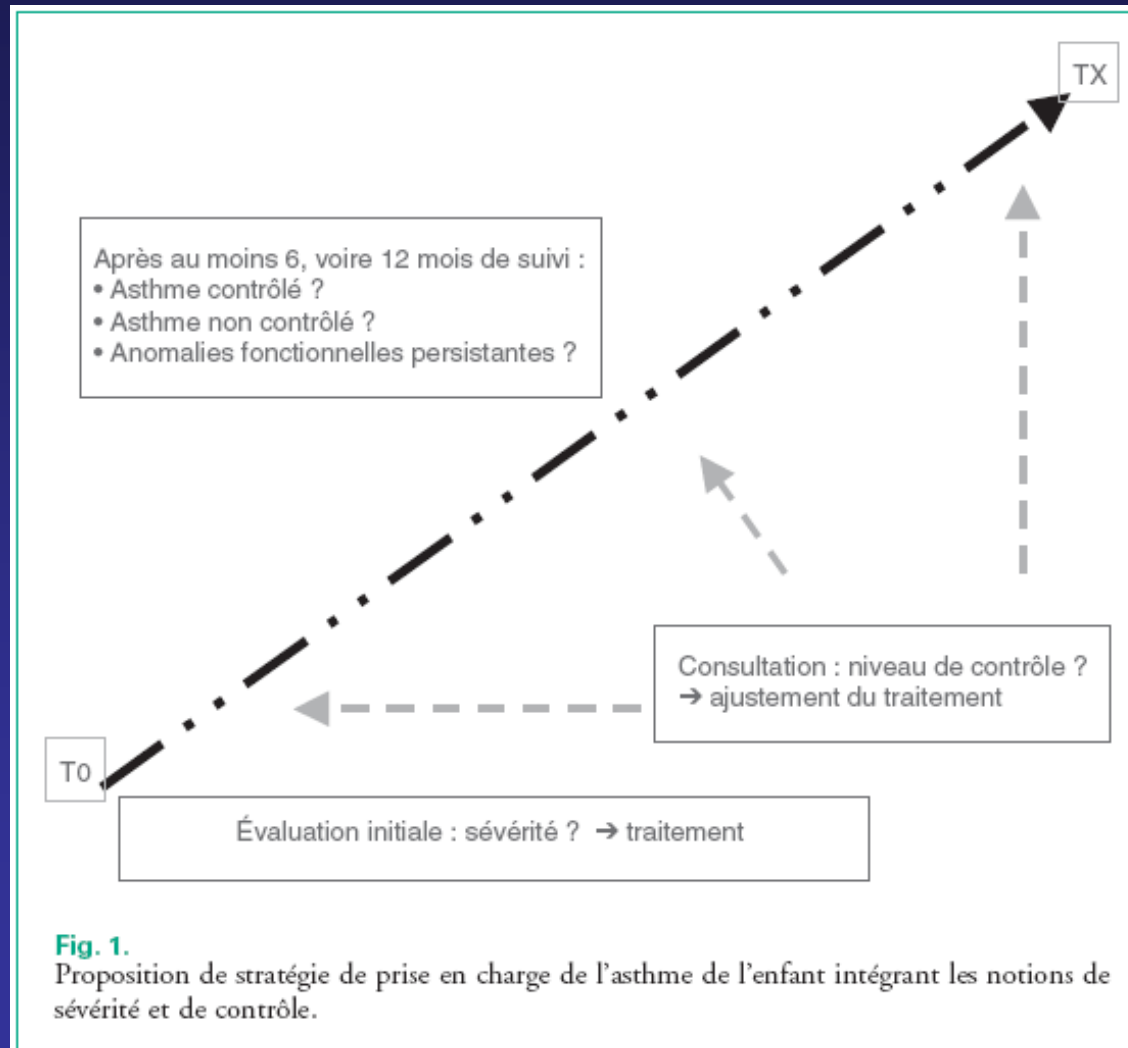 TX
Après au moins 6, voire 12 mois de suivi :
• Asthme contrôlé ?
• Asthme non contrôlé ?
• Anomalies fonctionnelles persistantes ?
Consultation : niveau de contrôle ?
➔ ajustement du traitement
T0
Évaluation initiale : sévérité ? ➔ traitement
Fig. 1.
Proposition de stratégie de prise en charge de l'asthme de l'enfant intégrant les notions de
sévérité et de contrôle.